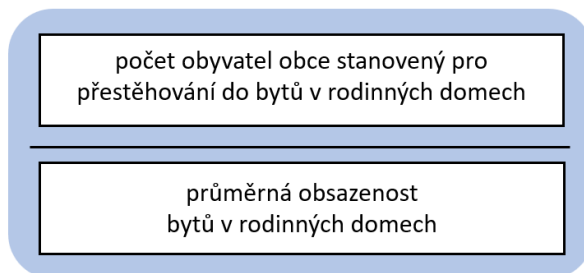 počet obyvatel obce stanovený pro
přestěhování do bytů v rodinných domech
průměrná obsazenost
bytů v rodinných domech